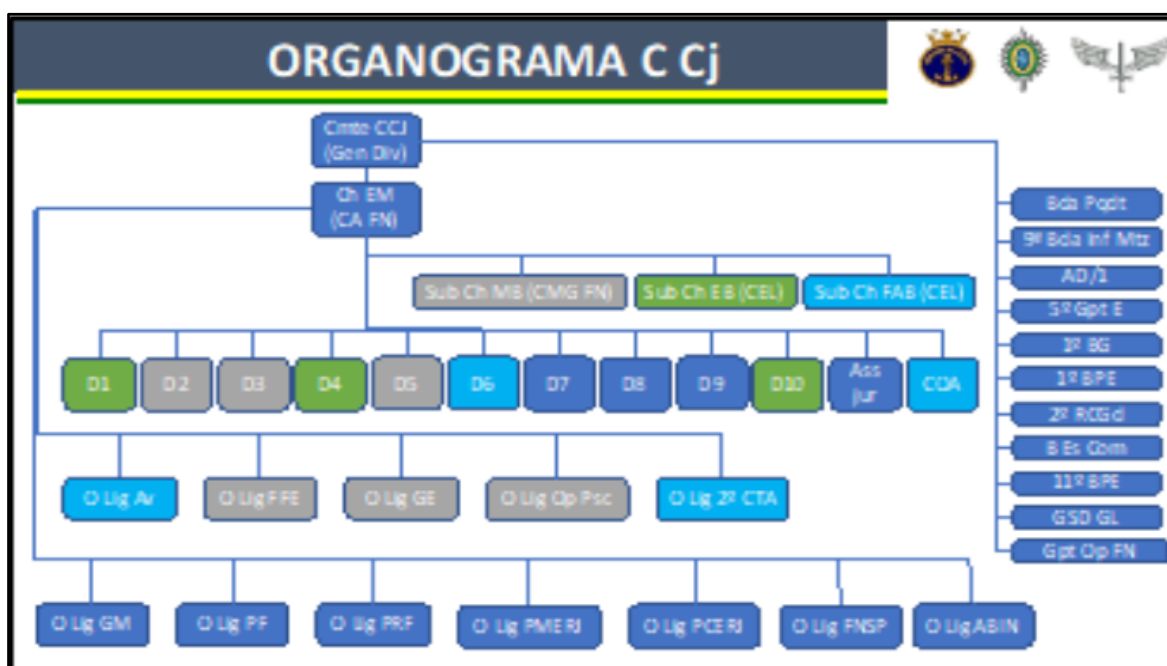 ORGANOGRAMA C Cj
Cmte CCJ
(Gen Div)
Ch EM
(CA FN)
Sub Ch MB (CMG FN)
Sub Ch EB (CEL)
Sub Ch FAB (CEL)
D1
D2
D3
D4
D5
D6
D7
D8
D9
D10
Ass
jur
COA
O Lig Av
O Lig FFE
O Lig GE
O Lig Op Psc
O Lig 2º CTA
O Lig GM
O Lig PF
O Lig PRF
O Lig PMERJ
O Lig PCERJ
O Lig FNSP
O Lig ABIN
Bda Pqdt
9ª Bda Inf Mtz
AD/1
5º Gpt E
1º BG
1º BPE
2º RCGd
B Es Com
11º BPE
GSD GL
Gpt Op FN